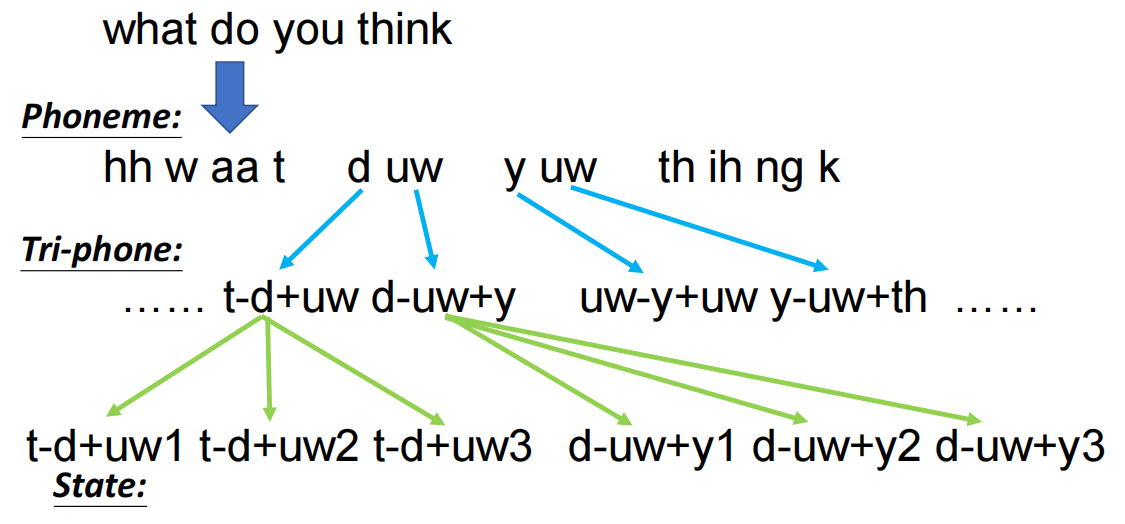 what do you think
Phoneme:
hh w aa t d uw y uw th ih ng k
Tri-phone:
...... t-d+uw d-uw+y uw-y+uw y-uw+th ......
t-d+uw1 t-d+uw2 t-d+uw3 d-uw+y1 d-uw+y2 d-uw+y3
State: